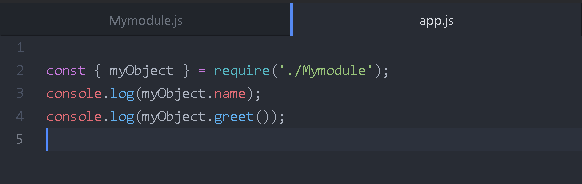 Mymodule.js app.js
1
2 const { myObject } = require('./Mymodule');
3 console.log(myObject.name);
4 console.log(myObject.greet());
5